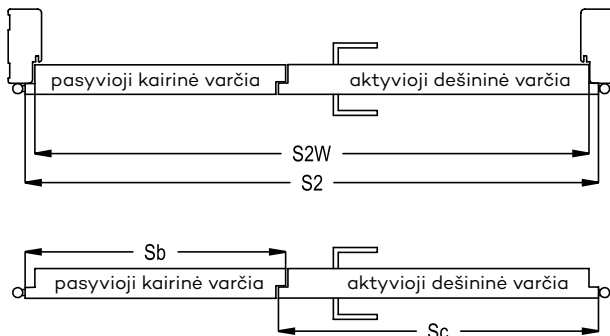 pasyvioji kairinė varčia aktyvioji dešininė varčia
S2W
S2
Sb
pasyvioji kairinė varčia aktyvioji dešininė varčia
Sc